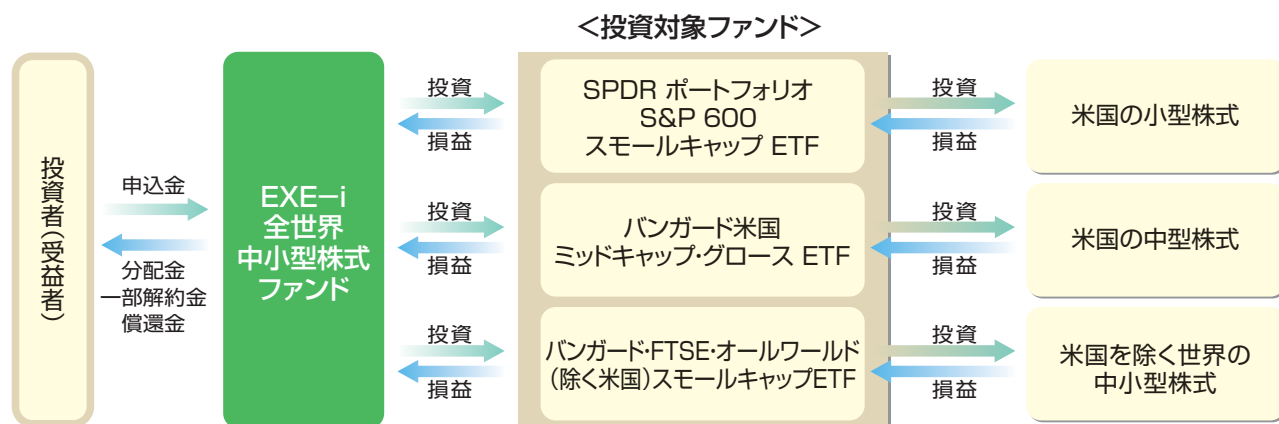 <投資対象ファンド>
投資者(受益者)
申込金
分配金
一部解約金
償還金
EXE-i
全世界
中小型株式
ファンド
投資
損益
SPDR ポートフォリオ
S&P 600
スモールキャップ ETF
投資
損益
米国の小型株式
投資
損益
バンガード米国
ミッドキャップ・グロース ETF
投資
損益
米国の中型株式
投資
損益
バンガード・FTSE・オールワールド
(除く米国)スモールキャップETF
投資
損益
米国を除く世界の
中小型株式